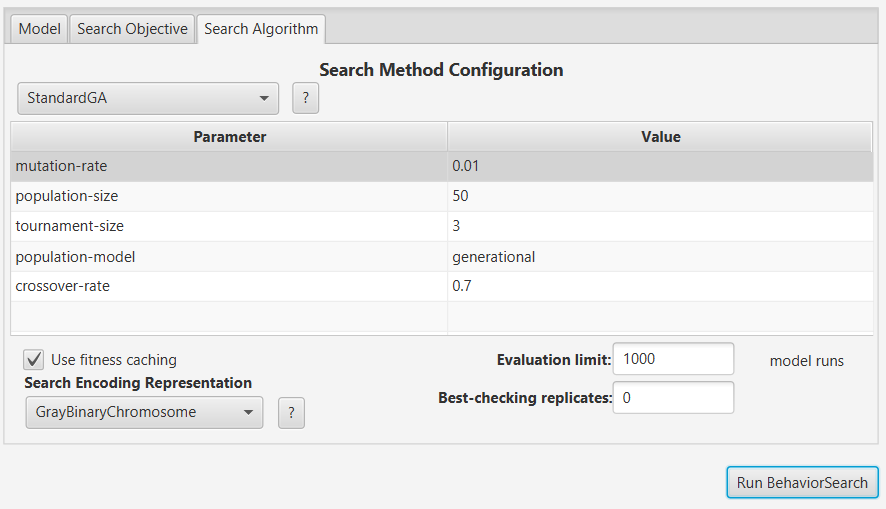 Model Search Objective Search Algorithm
Search Method Configuration
StandardGA ?
Parameter Value
mutation-rate 0.01
population-size 50
tournament-size 3
population-model generational
crossover-rate 0.7
Use fitness caching Evaluation limit: 1000 model runs
Search Encoding Representation
Best-checking replicates: 0
GrayBinaryChromosome ?
Run BehaviorSearch